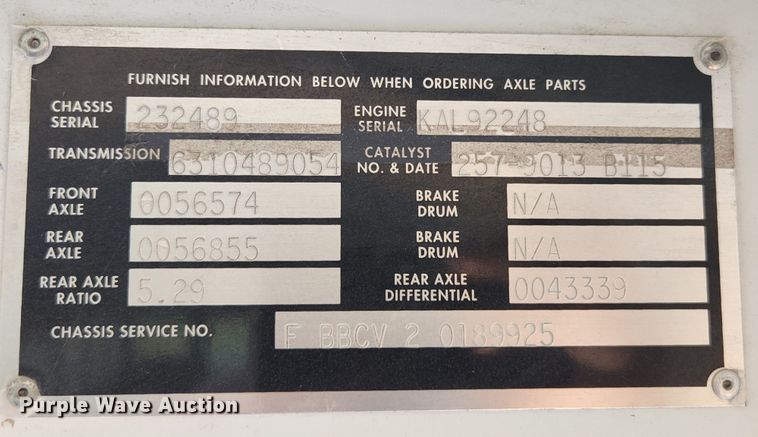 FURNISH INFORMATION BELOW WHEN ORDERING AXLE PARTS
CHASSIS SERIAL 232489 ENGINE SERIAL KAL92248
TRANSMISSION 6310489054 CATALYST NO. & DATE 257-9013 B115
FRONT AXLE 0056574 BRAKE DRUM N/A
REAR AXLE 0056855 BRAKE DRUM N/A
REAR AXLE RATIO 5.29 REAR AXLE DIFFERENTIAL 0043339
CHASSIS SERVICE NO. F BBCV 2 0189925
Purple Wave Auction